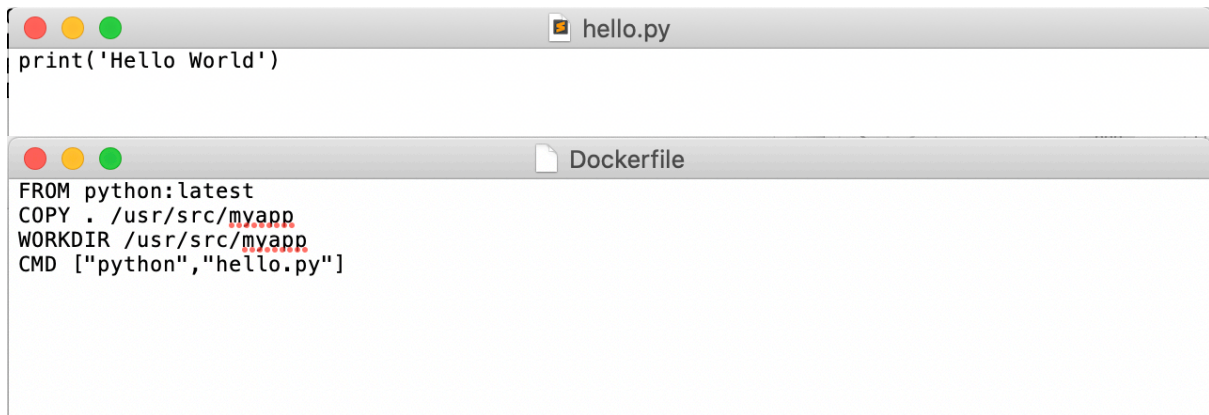 hello.py
print('Hello World')
Dockerfile
FROM python:latest
COPY . /usr/src/myapp
WORKDIR /usr/src/myapp
CMD ["python","hello.py"]